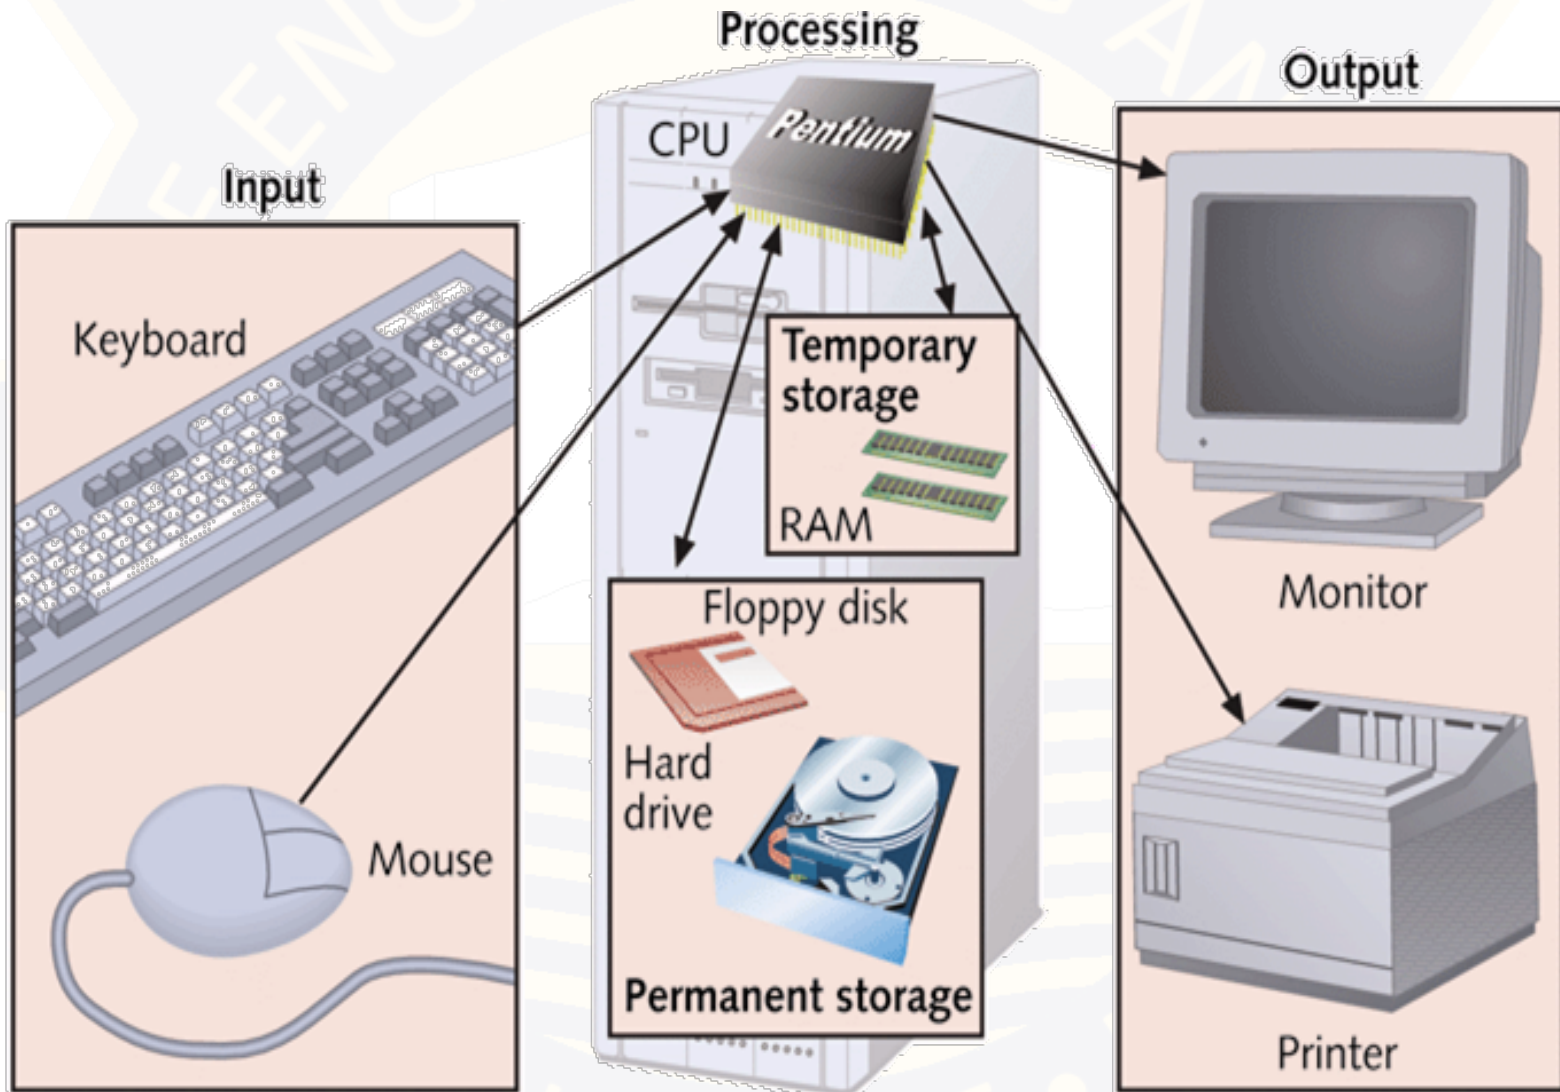 Processing
Output
Input
CPU
Pentium
Keyboard
Temporary
storage
RAM
Monitor
Floppy disk
Hard
drive
Mouse
Permanent storage
Printer